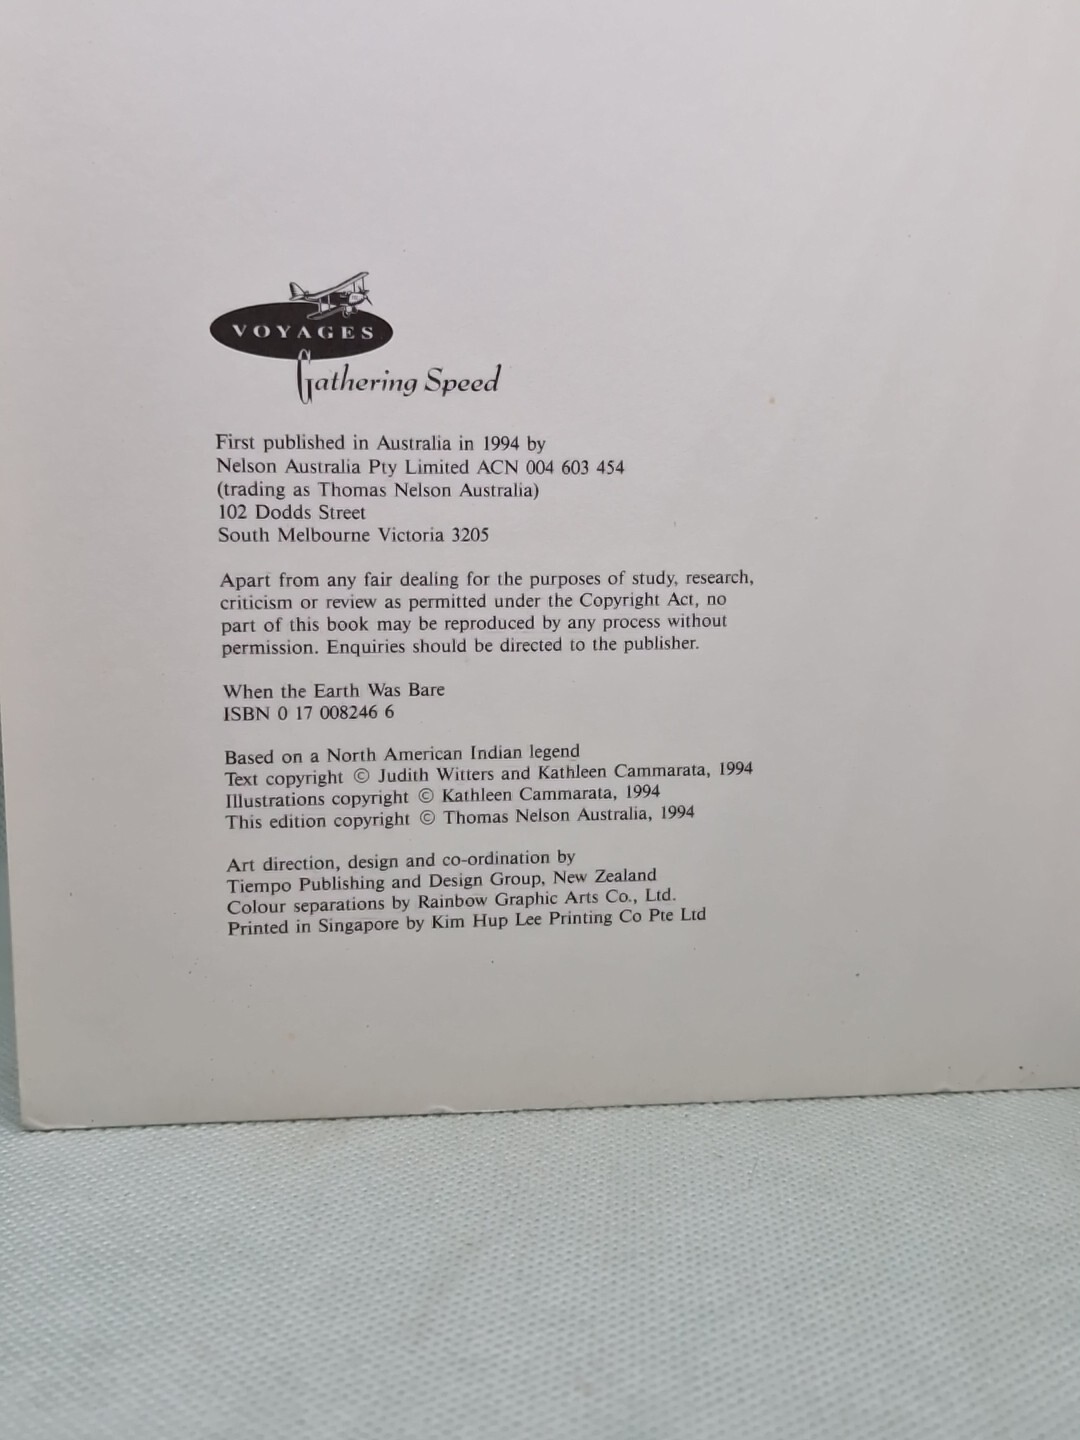 VOYAGES
Gathering Speed
First published in Australia in 1994 by
Nelson Australia Pty Limited ACN 004 603 454
(trading as Thomas Nelson Australia)
102 Dodds Street
South Melbourne Victoria 3205
Apart from any fair dealing for the purposes of study, research,
criticism or review as permitted under the Copyright Act, no
part of this book may be reproduced by any process without
permission. Enquiries should be directed to the publisher.
When the Earth Was Bare
ISBN 0 17 008246 6
Based on a North American Indian legend
Text copyright © Judith Witters and Kathleen Cammarata, 1994
Illustrations copyright © Kathleen Cammarata, 1994
This edition copyright © Thomas Nelson Australia, 1994
Art direction, design and co-ordination by
Tiempo Publishing and Design Group, New Zealand
Colour separations by Rainbow Graphic Arts Co., Ltd.
Printed in Singapore by Kim Hup Lee Printing Co Pte Ltd